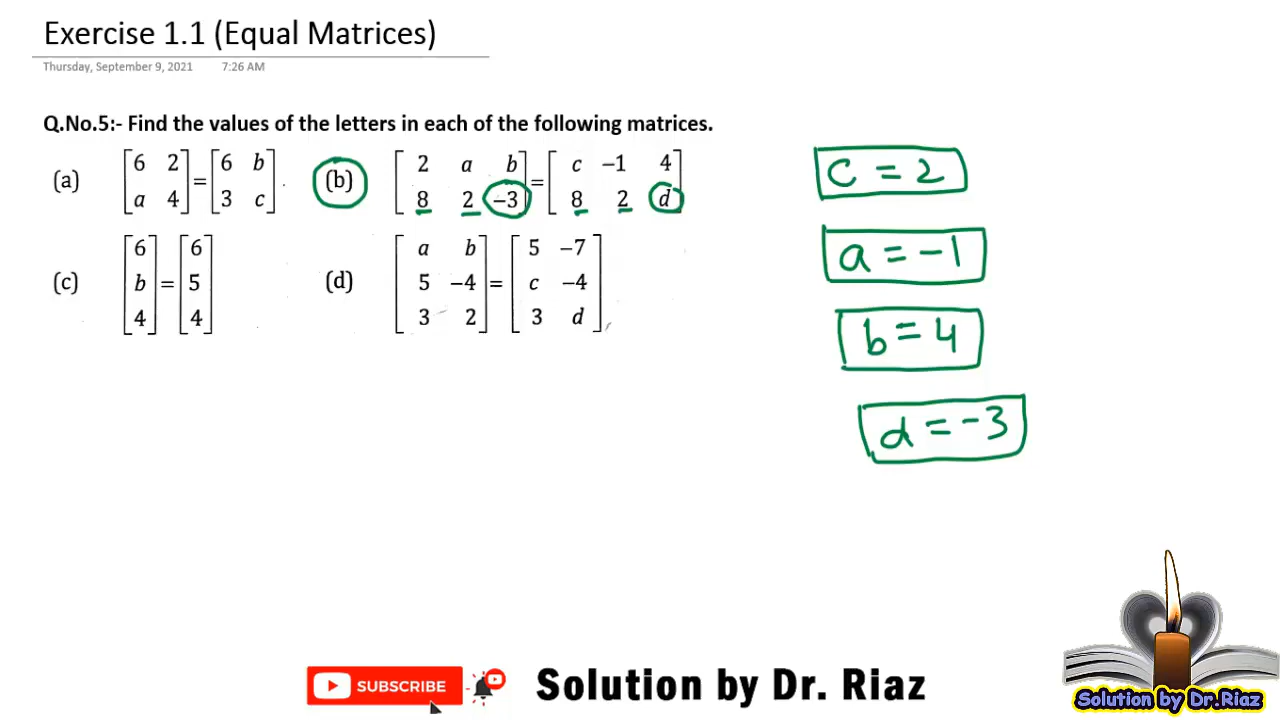 Exercise 1.1 (Equal Matrices)
Thursday, September 9, 2021 7:26 AM
Q.No.5:- Find the values of the letters in each of the following matrices.
(a) [6 2; a 4] = [6 b; 3 c]. (b) [2 a b; 8 2 −3] = [c −1 4; 8 2 d]
(c) [6; b; 4] = [6; 5; 4] (d) [a b; 5 −4; 3 2] = [5 −7; c −4; 3 d],
c = 2
a = −1
b = 4
d = −3
SUBSCRIBE
Solution by Dr. Riaz
Solution by Dr.Riaz